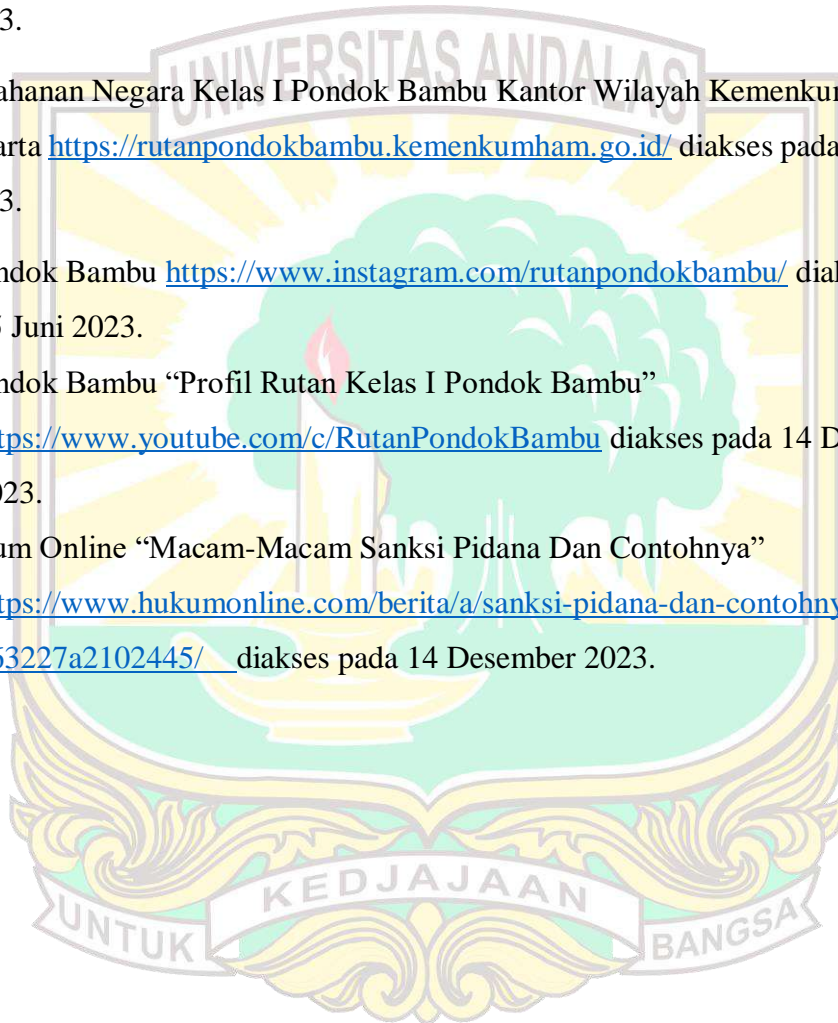 3.
UNIVERSITAS ANDALAS
ahanan Negara Kelas I Pondok Bambu Kantor Wilayah Kemenkum
arta https://rutanpondokbambu.kemenkumham.go.id/ diakses pada
3.
ndok Bambu https://www.instagram.com/rutanpondokbambu/ dia
Juni 2023.
ndok Bambu “Profil Rutan Kelas I Pondok Bambu”
tps://www.youtube.com/c/RutanPondokBambu diakses pada 14 D
023.
um Online “Macam-Macam Sanksi Pidana Dan Contohnya”
tps://www.hukumonline.com/berita/a/sanksi-pidana-dan-contohny
63227a2102445/ diakses pada 14 Desember 2023.
UNTUK KEDJAJAAN BANGSA